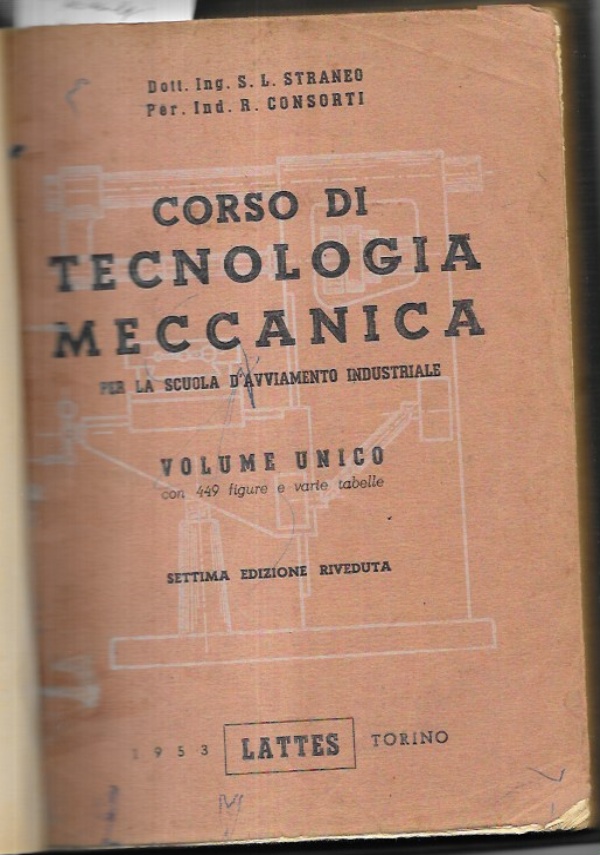 Dott. Ing. S. L. STRANEO
Per. Ind. R. CONSORTI
CORSO DI
TECNOLOGIA
MECCANICA
PER LA SCUOLA D'AVVIAMENTO INDUSTRIALE
VOLUME UNICO
con 449 figure e varie tabelle
SETTIMA EDIZIONE RIVEDUTA
1953 LATTES TORINO